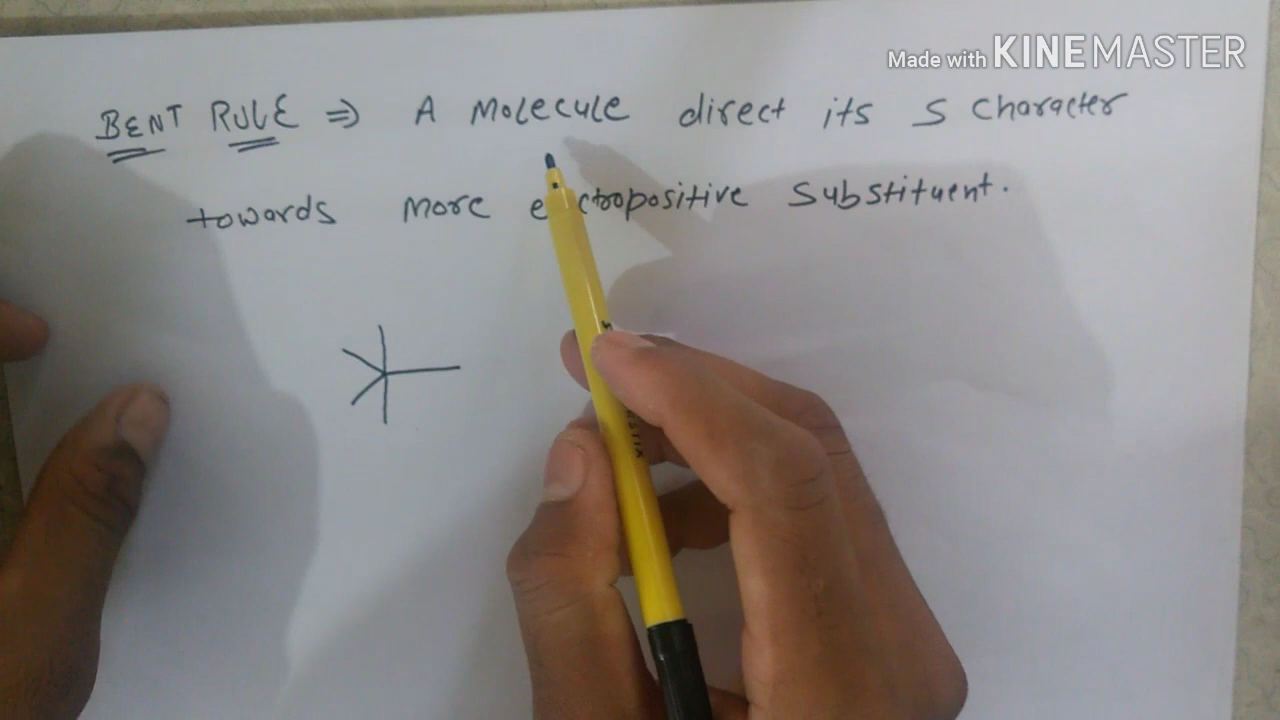 Made with KINEMASTER
BENT RULE ⇒ A Molecule direct its S Character
towards More substituent.